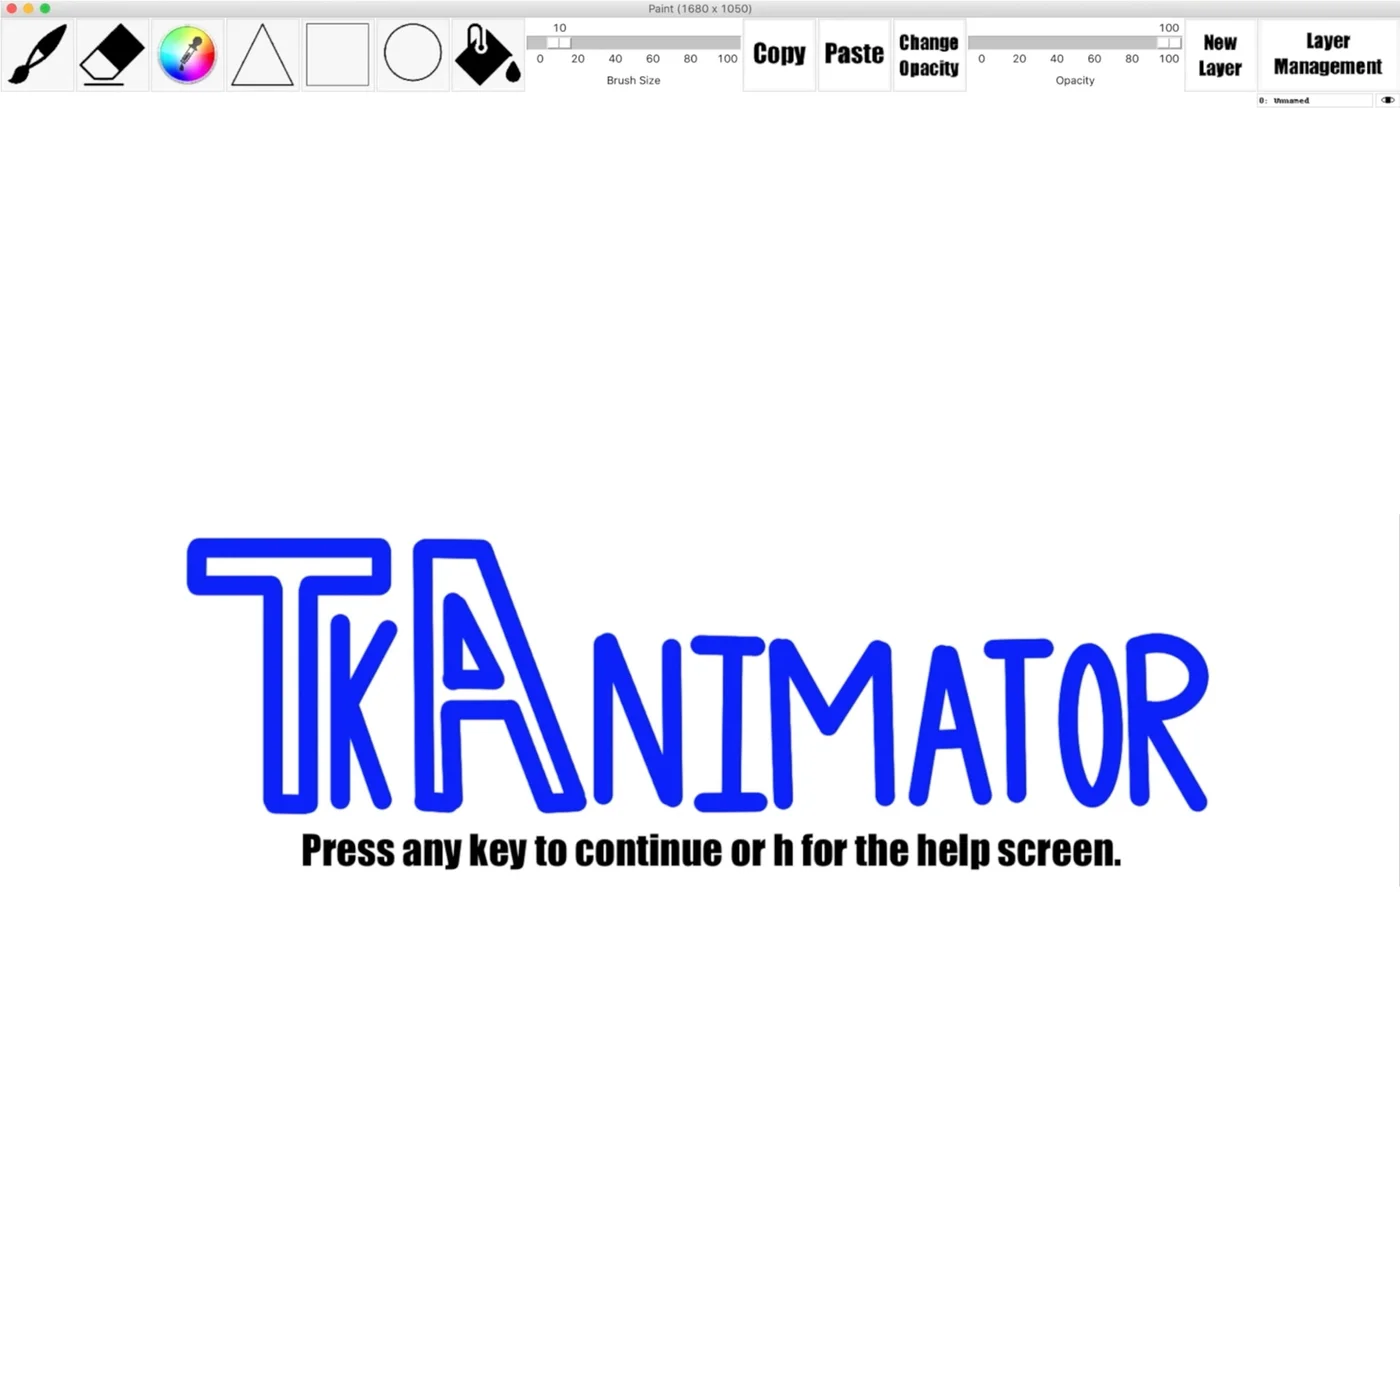 Paint (1680 x 1050)
10
0 20 40 60 80 100
Brush Size
Copy
Paste
Change
Opacity
100
0 20 40 60 80 100
Opacity
New
Layer
Layer
Management
0: Unnamed
TKANIMATOR
Press any key to continue or h for the help screen.